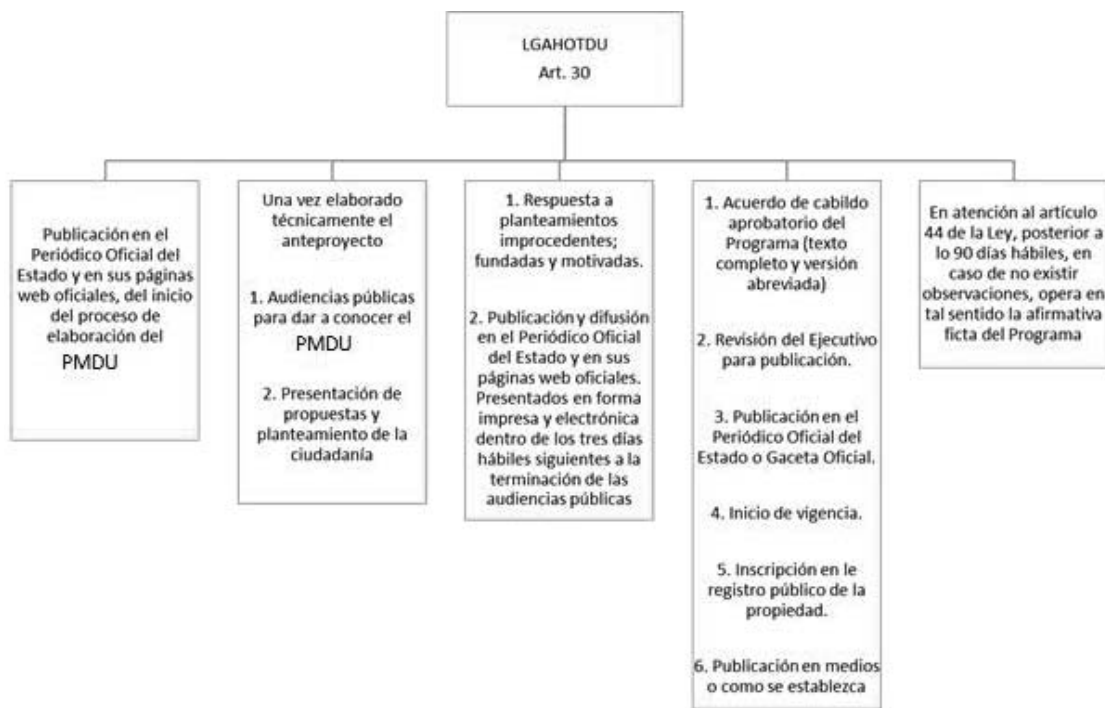 LGAHOTDU
Art. 30
Publicación en el
Periódico Oficial del
Estado y en sus páginas
web oficiales, del inicio
del proceso de
elaboración del
PMDU
Una vez elaborado
técnicamente el
anteproyecto
1. Audiencias públicas
para dar a conocer el
PMDU
2. Presentación de
propuestas y
planteamiento de la
ciudadanía
1. Respuesta a
planteamientos
improcedentes;
fundadas y motivadas.
2. Publicación y difusión
en el Periódico Oficial
del Estado y en sus
páginas web oficiales.
Presentados en forma
impresa y electrónica
dentro de los tres días
hábiles siguientes a la
terminación de las
audiencias públicas
1. Acuerdo de cabildo
aprobatorio del
Programa (texto
completo y versión
abreviada)
2. Revisión del Ejecutivo
para publicación.
3. Publicación en el
Periódico Oficial del
Estado o Gaceta Oficial.
4. Inicio de vigencia.
5. Inscripción en le
registro público de la
propiedad.
6. Publicación en medios
o como se establezca
En atención al artículo
44 de la Ley, posterior a
lo 90 días hábiles, en
caso de no existir
observaciones, opera en
tal sentido la afirmativa
ficta del Programa